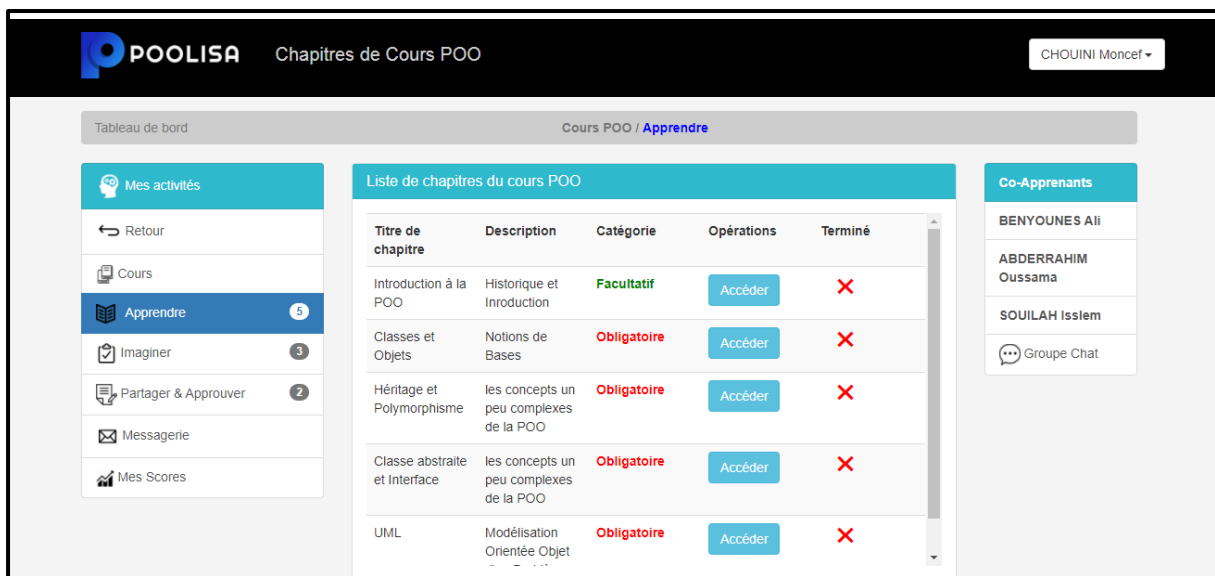 POOLISA
Chapitres de Cours POO
CHOUINI Moncef
Tableau de bord
Cours POO / Apprendre
Mes activités
Retour
Cours
Apprendre 5
Imaginer 3
Partager & Approuver 2
Messagerie
Mes Scores
Liste de chapitres du cours POO
Titre de Description Catégorie Opérations Terminé
chapitre
Introduction à la Historique et Facultatif Accéder
POO Inroduction
Classes et Notions de Obligatoire Accéder
Objets Bases
Héritage et les concepts un Obligatoire Accéder
Polymorphisme peu complexes
de la POO
Classe abstraite les concepts un Obligatoire Accéder
et Interface peu complexes
de la POO
UML Modélisation Obligatoire Accéder
Orientée Objet
Co-Apprenants
BENYOUNES Ali
ABDERRAHIM
Oussama
SOUILAH Isslem
Groupe Chat